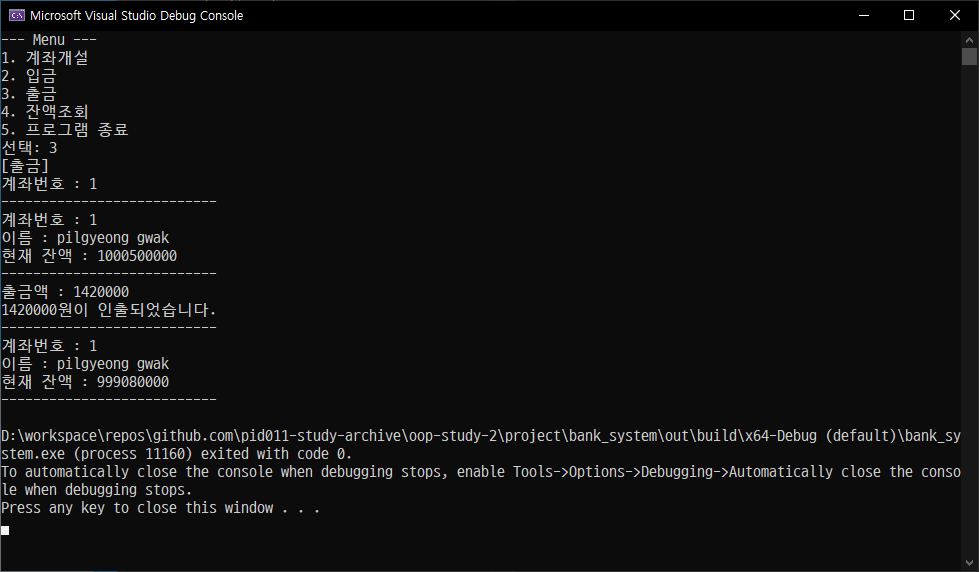 Microsoft Visual Studio Debug Console
--- Menu ---
1. 계좌개설
2. 입금
3. 출금
4. 잔액조회
5. 프로그램 종료
선택: 3
[출금]
계좌번호 : 1
---------------------------
계좌번호 : 1
이름 : pilgyeong gwak
현재 잔액 : 1000500000
---------------------------
출금액 : 1420000
1420000원이 인출되었습니다.
---------------------------
계좌번호 : 1
이름 : pilgyeong gwak
현재 잔액 : 999080000
---------------------------
D:\workspace\repos\github.com\pid011-study-archive\oop-study-2\project\bank_system\out\build\x64-Debug (default)\bank_sy
stem.exe (process 11160) exited with code 0.
To automatically close the console when debugging stops, enable Tools->Options->Debugging->Automatically close the conso
le when debugging stops.
Press any key to close this window . . .